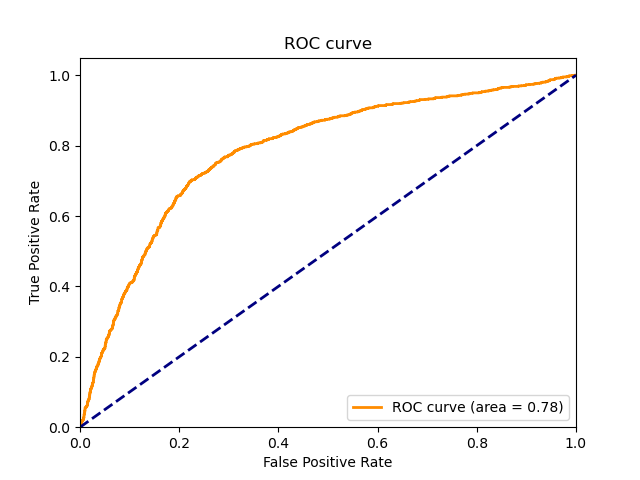 ROC curve
1.0
0.8
0.6
0.4
0.2
0.0
True Positive Rate
0.0 0.2 0.4 0.6 0.8 1.0
False Positive Rate
ROC curve (area = 0.78)